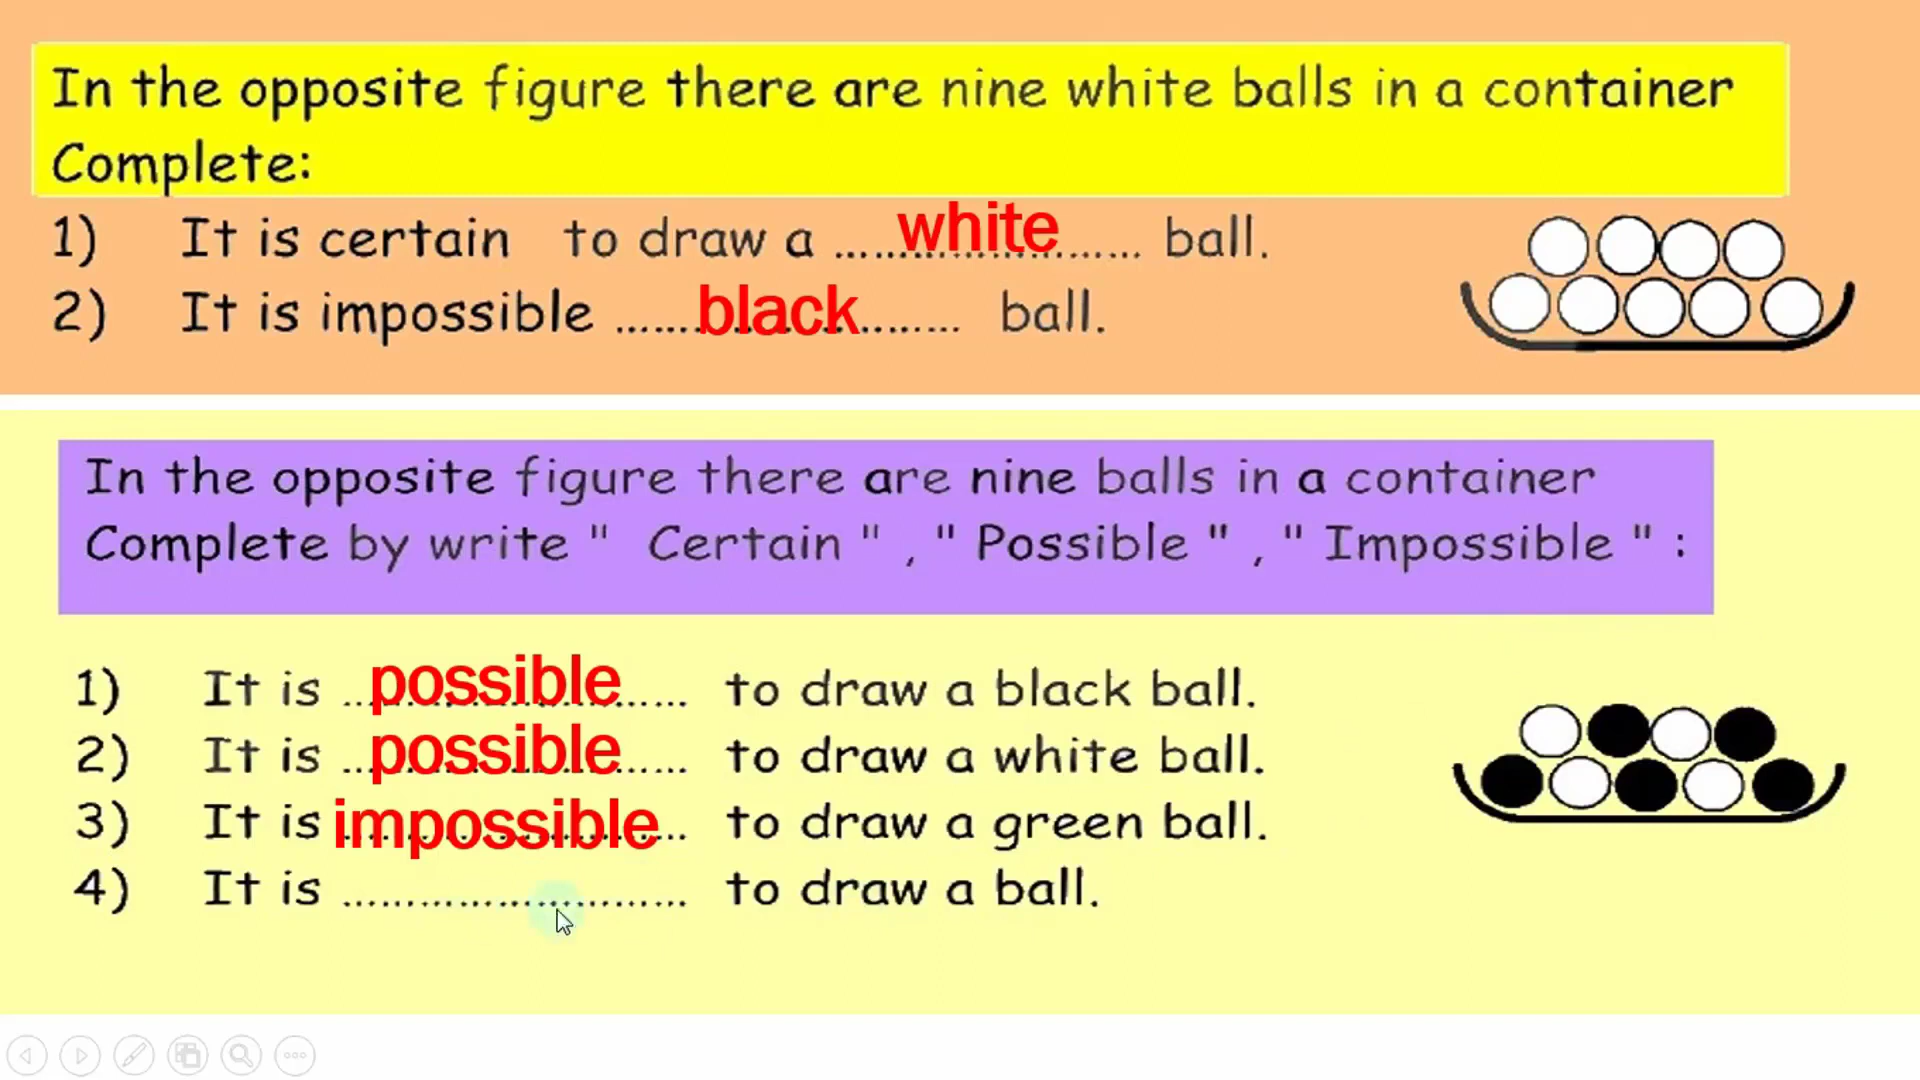 In the opposite figure there are nine white balls in a container
Complete:
1) It is certain to draw a ........white........ ball.
2) It is impossible ........black........ ball.
In the opposite figure there are nine balls in a container
Complete by write " Certain " , " Possible " , " Impossible " :
1) It is ........possible........ to draw a black ball.
2) It is ........possible........ to draw a white ball.
3) It is ........impossible........ to draw a green ball.
4) It is ........................... to draw a ball.